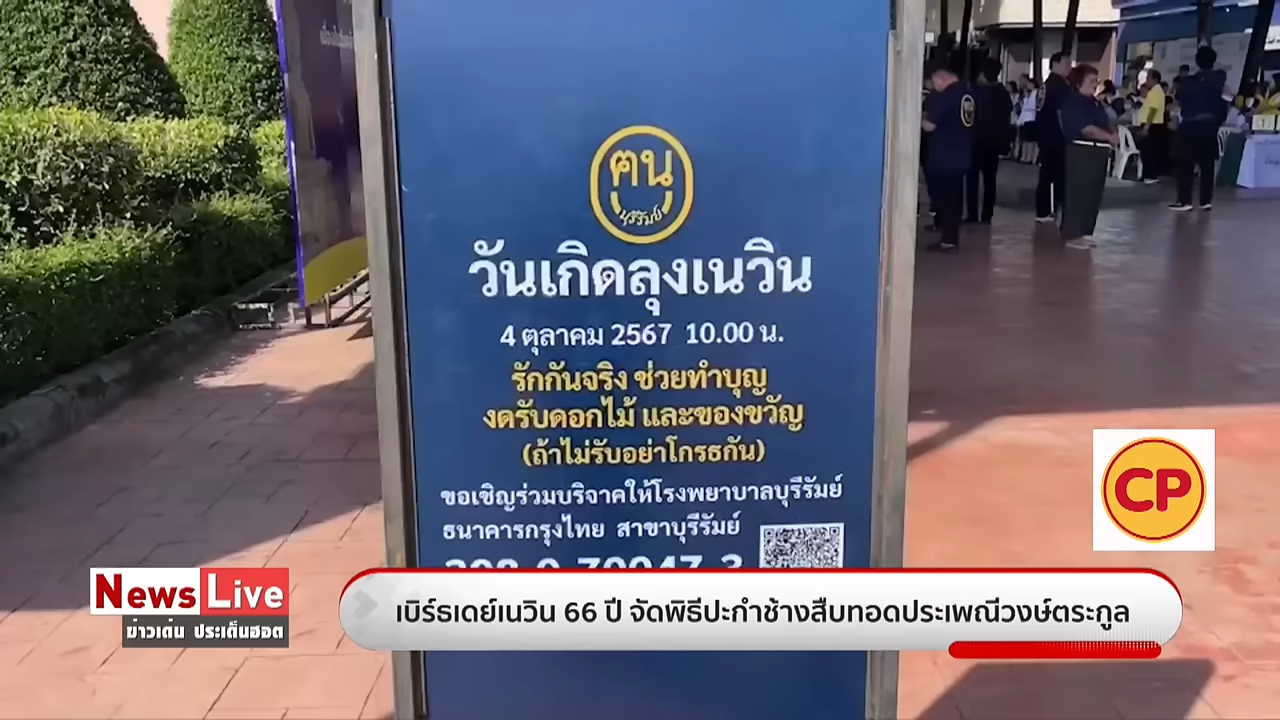 ฅน
บุรีรัมย์
วันเกิดลุงเนวิน
4 ตุลาคม 2567 10.00 น.
รักกันจริง ช่วยทำบุญ
งดรับดอกไม้ และของขวัญ
(ถ้าไม่รับอย่าโกรธกัน)
ขอเชิญร่วมบริจาคให้โรงพยาบาลบุรีรัมย์
ธนาคารกรุงไทย สาขาบุรีรัมย์
CP
News Live
ข่าวเด่น ประเด็นฮอต
เบิร์ธเดย์เนวิน 66 ปี จัดพิธีปะกำช้างสืบทอดประเพณีวงษ์ตระกูล